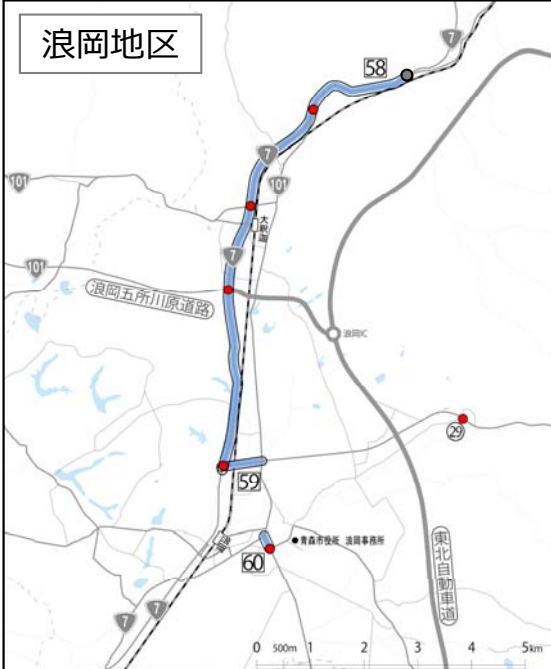 浪岡地区
7
58
7
101
101
大釈迦
7
101
浪岡五所川原道路
浪岡IC
29
59
浪岡
青森市役所 浪岡事務所
60
東北自動車道
7
7
0 500m 1 2 3 4 5km